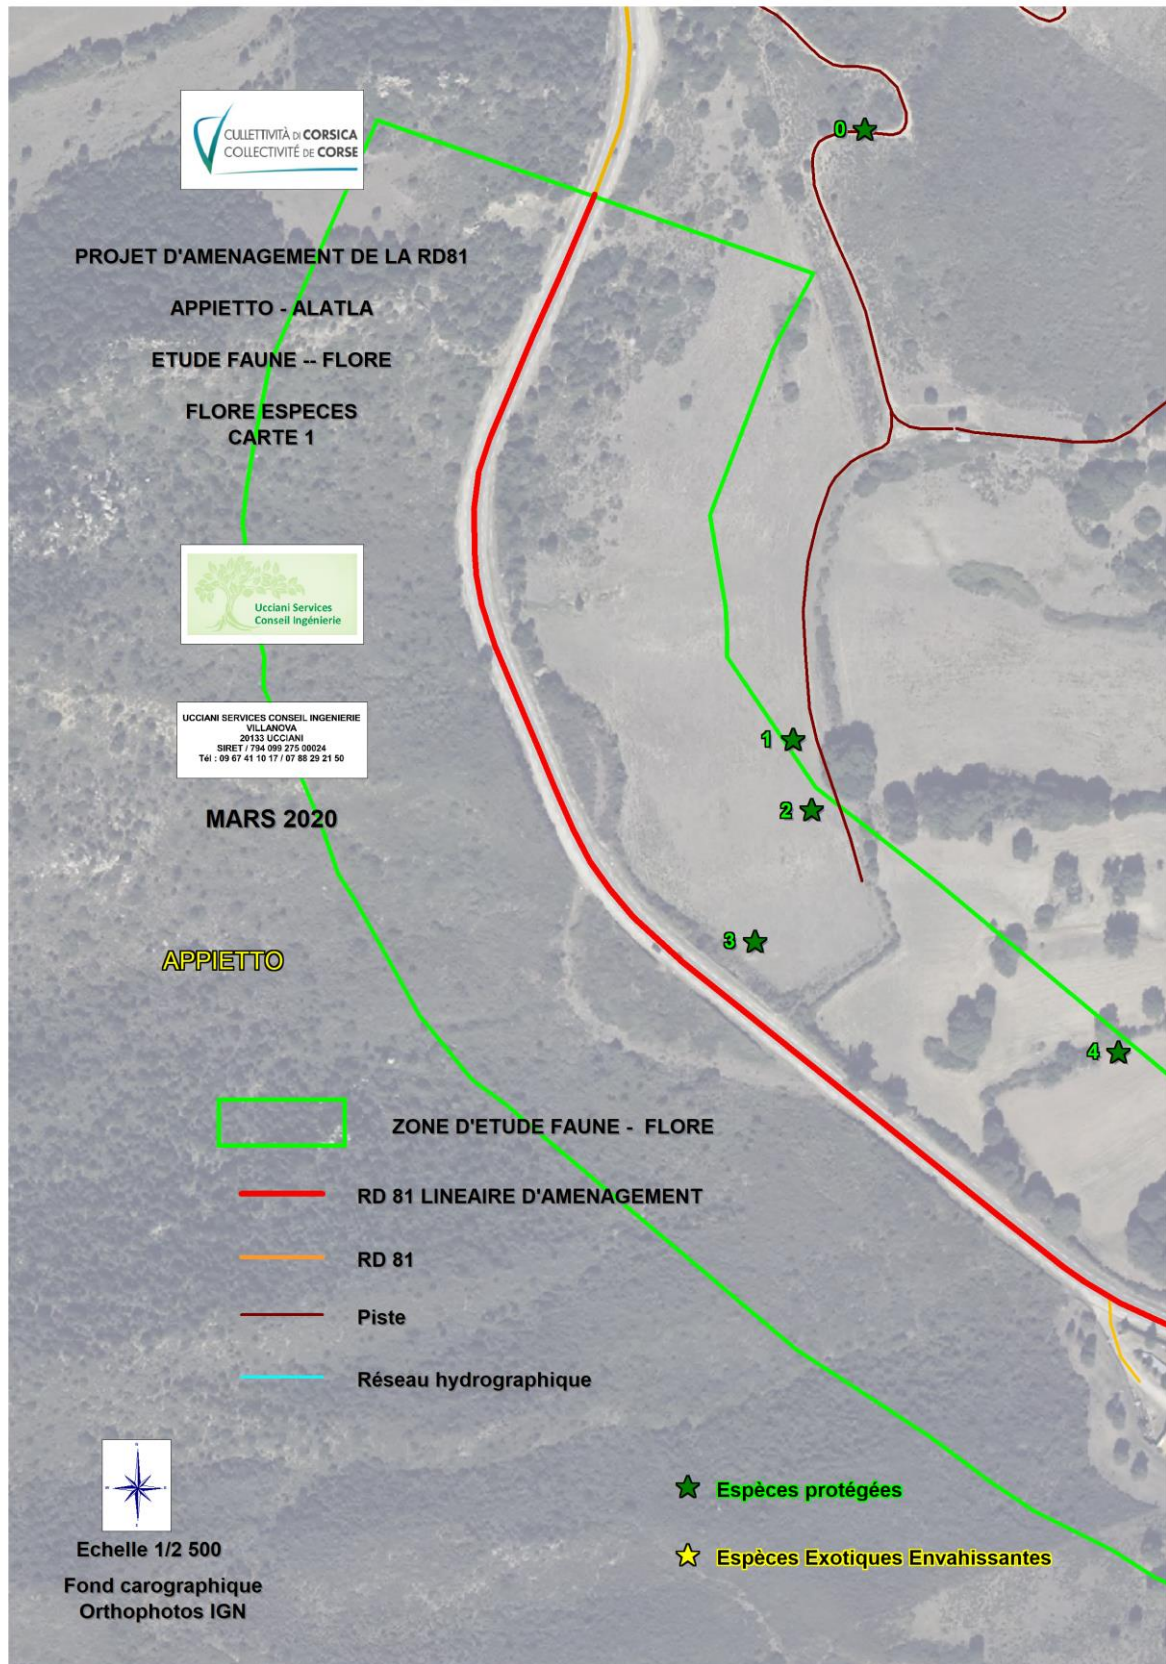 CULLETTIVITÀ DI CORSICA
COLLECTIVITÉ DE CORSE
0
PROJET D'AMENAGEMENT DE LA RD81
APPIETTO - ALATLA
ETUDE FAUNE -- FLORE
FLORE ESPECES
CARTE 1
Ucciani Services
Conseil Ingénierie
UCCIANI SERVICES CONSEIL INGENIERIE
VILLANOVA
20133 UCCIANI
SIRET / 794 099 275 00024
Tél : 09 67 41 10 17 / 07 88 29 21 50
1
2
MARS 2020
3
APPIETTO
4
ZONE D'ETUDE FAUNE - FLORE
RD 81 LINEAIRE D'AMENAGEMENT
RD 81
Piste
Réseau hydrographique
Espèces protégées
Echelle 1/2 500
Espèces Exotiques Envahissantes
Fond carographique
Orthophotos IGN